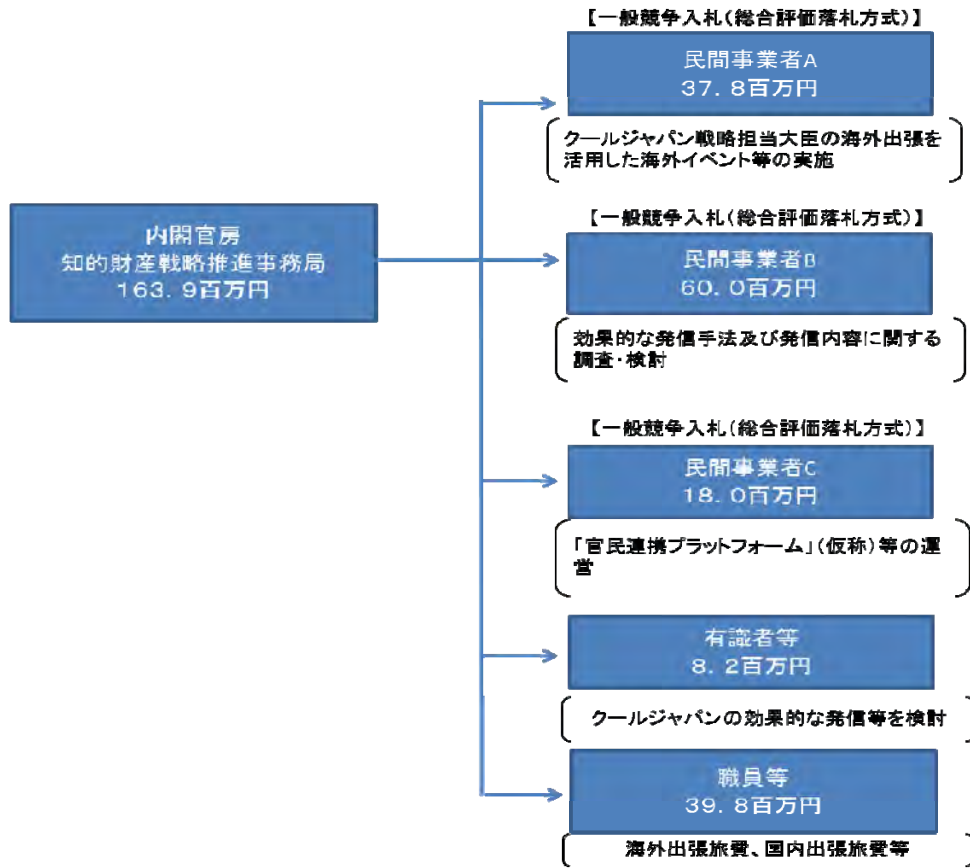 【一般競争入札(総合評価落札方式)】
民間事業者A
37.8百万円
クールジャパン戦略担当大臣の海外出張を
活用した海外イベント等の実施
内閣官房
知的財産戦略推進事務局
163.9百万円
【一般競争入札(総合評価落札方式)】
民間事業者B
60.0百万円
効果的な発信手法及び発信内容に関する
調査・検討
【一般競争入札(総合評価落札方式)】
民間事業者C
18.0百万円
「官民連携プラットフォーム」(仮称)等の運
営
有識者等
8.2百万円
クールジャパンの効果的な発信等を検討
職員等
39.8百万円
海外出張旅費、国内出張旅費等